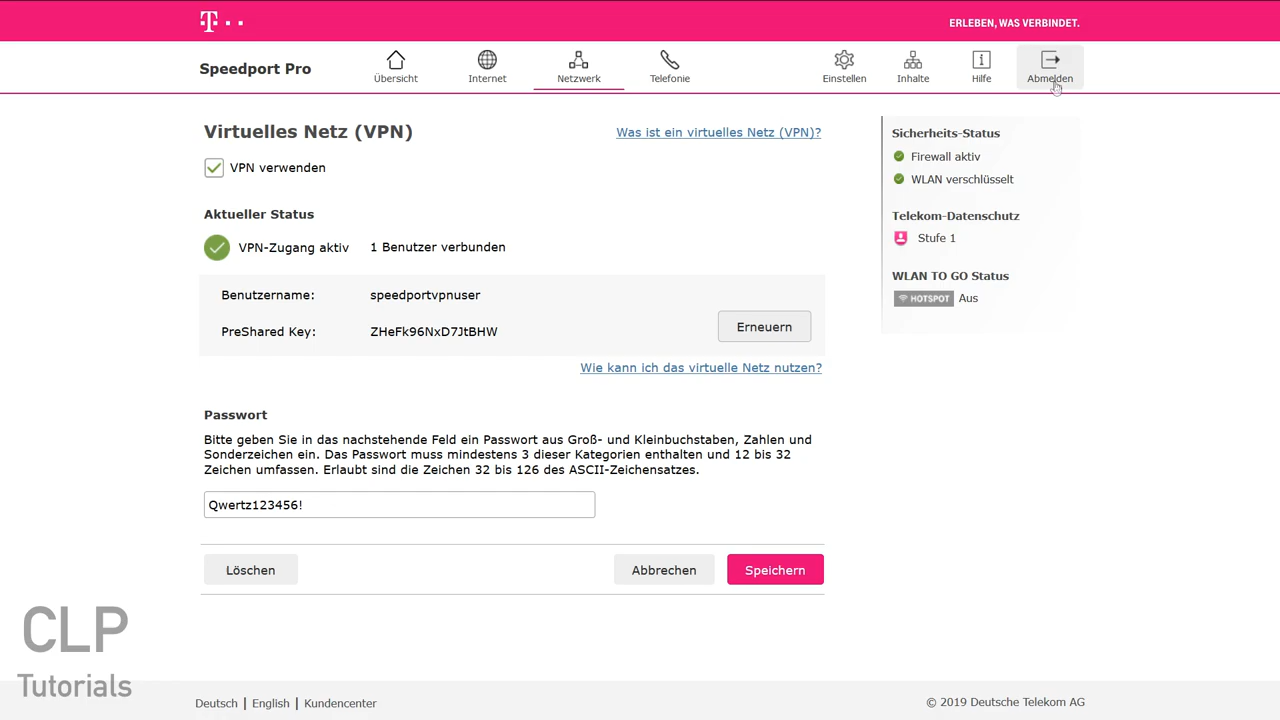 T
ERLEBEN, WAS VERBINDET.
Speedport Pro
Übersicht
Internet
Netzwerk
Telefonie
Einstellen
Inhalte
Hilfe
Abmelden
Virtuelles Netz (VPN)
Was ist ein virtuelles Netz (VPN)?
VPN verwenden
Aktueller Status
VPN-Zugang aktiv 1 Benutzer verbunden
Benutzername: speedportvpnuser
PreShared Key: ZHeFk96NxD7JtBHW
Erneuern
Wie kann ich das virtuelle Netz nutzen?
Passwort
Bitte geben Sie in das nachstehende Feld ein Passwort aus Groß- und Kleinbuchstaben, Zahlen und
Sonderzeichen ein. Das Passwort muss mindestens 3 dieser Kategorien enthalten und 12 bis 32
Zeichen umfassen. Erlaubt sind die Zeichen 32 bis 126 des ASCII-Zeichensatzes.
Qwertz123456!
Löschen
Abbrechen
Speichern
Sicherheits-Status
Firewall aktiv
WLAN verschlüsselt
Telekom-Datenschutz
Stufe 1
WLAN TO GO Status
HOTSPOT Aus
CLP
Tutorials
Deutsch | English | Kundencenter
© 2019 Deutsche Telekom AG